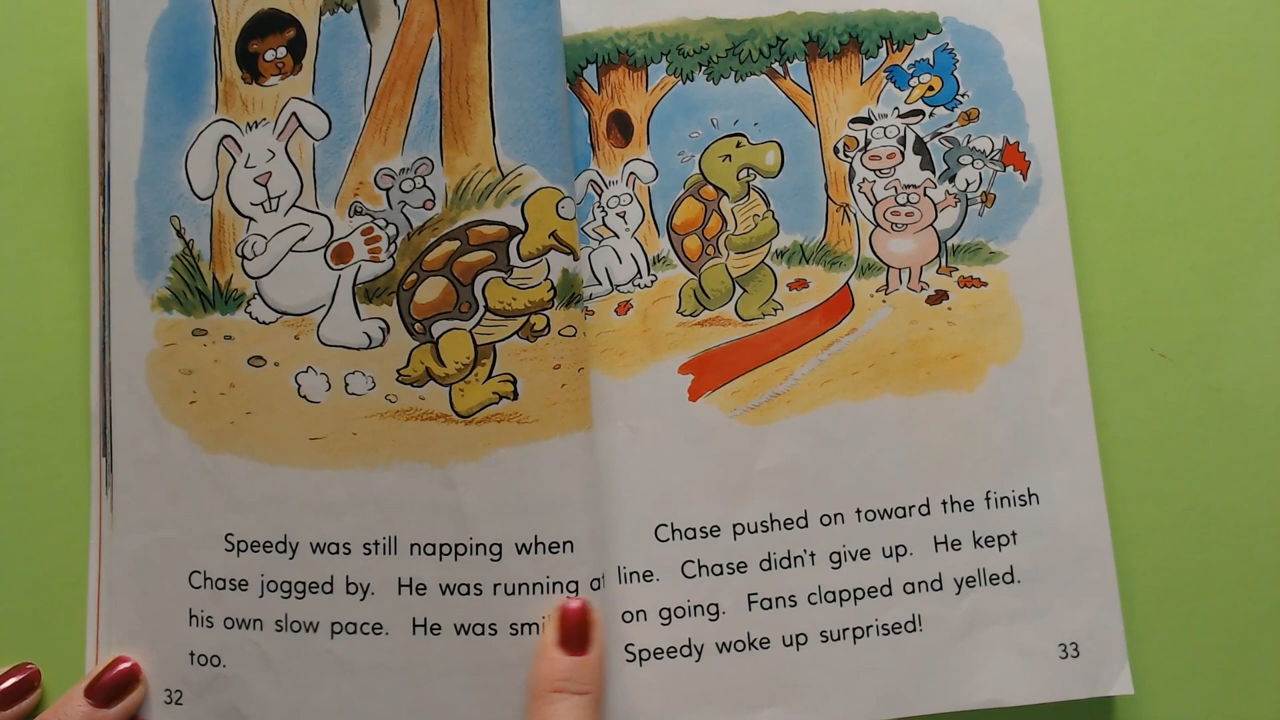 Speedy was still napping when
Chase jogged by. He was running at
his own slow pace. He was
too.
32
Chase pushed on toward the finish
line. Chase didn't give up. He kept
on going. Fans clapped and yelled.
Speedy woke up surprised!
33